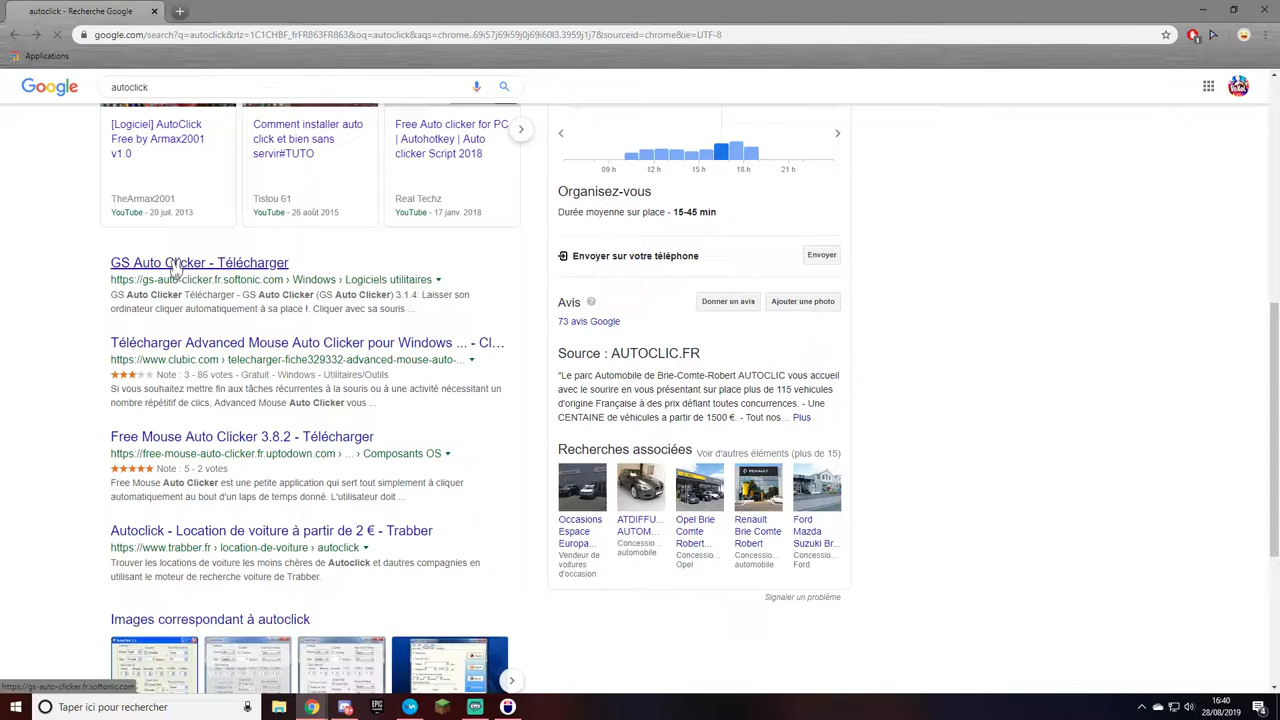 autoclick - Recherche Google
google.com/search?q=autoclick&rlz=1C1CHBF_frFR863FR863&oq=autoclick&aqs=chrome..69i57j69i59j0j69i60l3.3959j1j7&sourceid=chrome&ie=UTF-8
Applications
Google
autoclick
[Logiciel] AutoClick
Free by Armax2001
v1.0
TheArmax2001
YouTube - 20 juil. 2013
Comment installer auto
click et bien sans
servir#TUTO
Tistou 61
YouTube - 26 août 2015
Free Auto clicker for PC
| Autohotkey | Auto
clicker Script 2018
Real Techz
YouTube - 17 janv. 2018
GS Auto Clicker - Télécharger
https://gs-auto-clicker.fr.softonic.com › Windows › Logiciels utilitaires
GS Auto Clicker Télécharger - GS Auto Clicker (GS Auto Clicker) 3.1.4: Laisser son
ordinateur cliquer automatiquement à sa place !. Cliquer avec sa souris ...
Télécharger Advanced Mouse Auto Clicker pour Windows ... - Cl…
https://www.clubic.com › telecharger-fiche329332-advanced-mouse-auto-...
Note : 3 - 86 votes - Gratuit - Windows - Utilitaires/Outils
Si vous souhaitez mettre fin aux tâches récurrentes à la souris ou à une activité nécessitant un
nombre répétitif de clics, Advanced Mouse Auto Clicker vous ...
Free Mouse Auto Clicker 3.8.2 - Télécharger
https://free-mouse-auto-clicker.fr.uptodown.com › ... › Composants OS
Note : 5 - 2 votes
Free Mouse Auto Clicker est une petite application qui sert tout simplement à cliquer
automatiquement au bout d'un laps de temps donné. L'utilisateur doit ...
Autoclick - Location de voiture à partir de 2 € - Trabber
https://www.trabber.fr › location-de-voiture › autoclick
Trouver les locations de voiture les moins chères de Autoclick et dautres compagnies en
utilisant le moteur de recherche voiture de Trabber.
Images correspondant à autoclick
09 h 12 h 15 h 18 h 21 h
Organisez-vous
Durée moyenne sur place - 15-45 min
Envoyer sur votre téléphone
Envoyer
Avis
Donner un avis
Ajouter une photo
73 avis Google
Source : AUTOCLIC.FR
"Le parc Automobile de Brie-Comte-Robert AUTOCLIC vous accueil
avec le sourire en vous présentant sur place plus de 115 vehicules
d'origine Française à des prix défiant toutes concurrences. - Une
CENTAINE de véhicules a partir de 1500 €. - Tout nos... Plus
Recherches associées
Voir d'autres éléments (plus de 15)
Occasions
Espace
Europa...
Vendeur de
voitures
d'occasion
ATDIFFU...
AUTOM...
Concessio...
automobile
Opel Brie
Comte
Robert...
Concessio...
Opel
Renault
Brie Comte
Robert
Concessio...
automobile
Ford
Mazda
Suzuki Br...
Concessio...
Ford
Signaler un problème
https://gs-auto-clicker.fr.softonic.com
Taper ici pour rechercher
16:40
28/08/2019